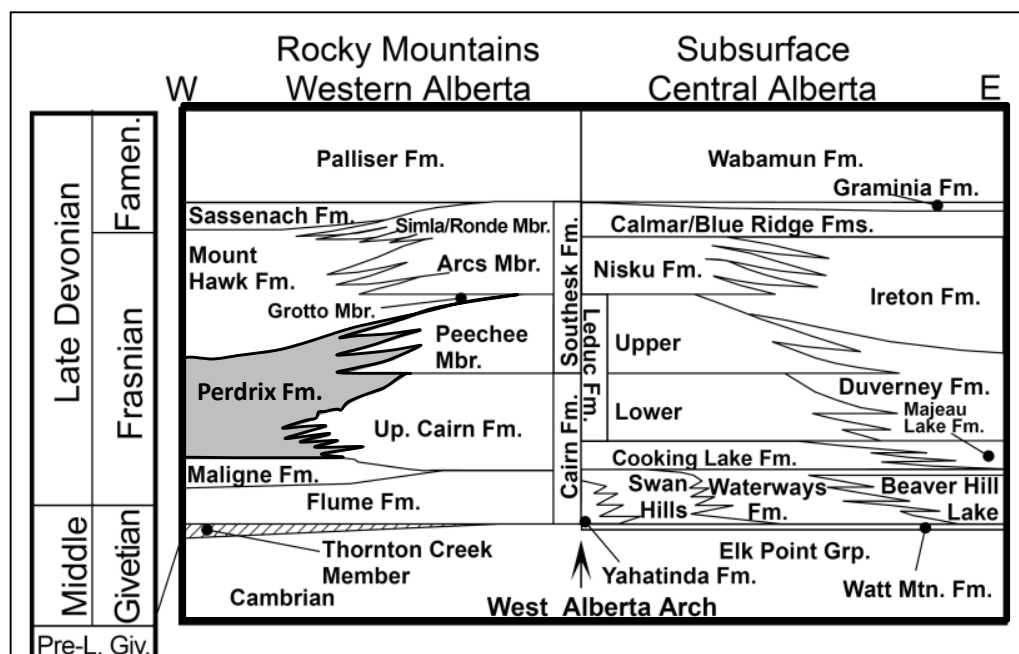 Rocky Mountains
Western Alberta
Subsurface
Central Alberta
W
E
Late Devonian
Middle
Famen.
Frasnian
Givetian
Pre-L. Giv.
Palliser Fm.
Sassenach Fm.
Simla/Ronde Mbr.
Mount
Hawk Fm.
Arcs Mbr.
Grotto Mbr.
Peechee
Mbr.
Perdrix Fm.
Up. Cairn Fm.
Maligne Fm.
Flume Fm.
Thornton Creek
Member
Cambrian
Southesk Fm.
Cairn Fm.
Leduc Fm.
Wabamun Fm.
Graminia Fm.
Calmar/Blue Ridge Fms.
Nisku Fm.
Ireton Fm.
Upper
Lower
Duverney Fm.
Majeau
Lake Fm.
Cooking Lake Fm.
Swan
Hills
Waterways
Fm.
Beaver Hill
Lake
Elk Point Grp.
Yahatinda Fm.
Watt Mtn. Fm.
West Alberta Arch